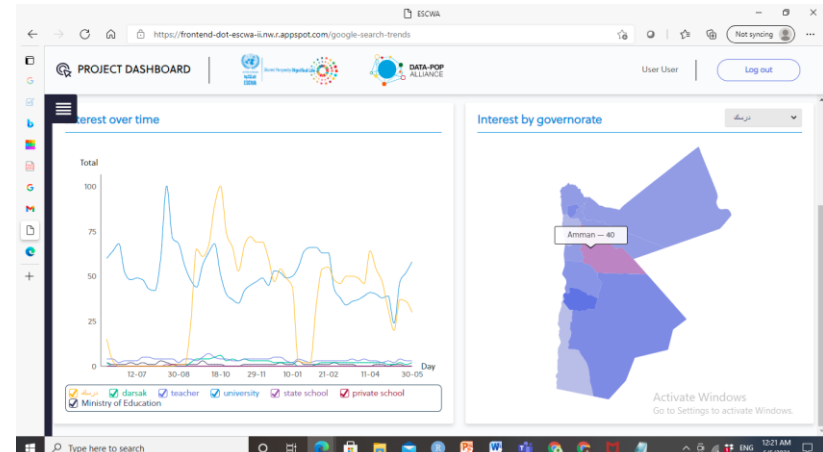 ESCWA
https://frontend-dot-escwa-ii.nw.r.appspot.com/google-search-trends
Not syncing
PROJECT DASHBOARD
ESCWA
DATA-POP
ALLIANCE
User User
Log out
terest over time
Interest by governorate
درسك
Total
100
75
50
25
0
Day
12-07 30-08 18-10 29-11 10-01 21-02 11-04 30-05
درسك darsak teacher university state school private school
Ministry of Education
Amman — 40
Activate Windows
Go to Settings to activate Windows.
Type here to search
ENG
12:21 AM